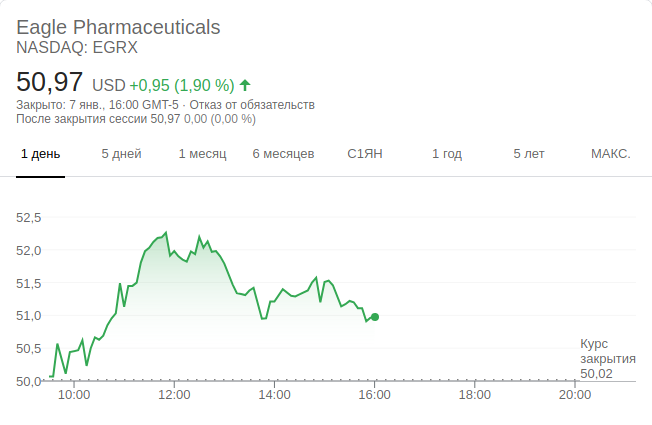 Eagle Pharmaceuticals
NASDAQ: EGRX
50,97 USD +0,95 (1,90 %)
Закрыто: 7 янв., 16:00 GMT-5 · Отказ от обязательств
После закрытия сессии 50,97 0,00 (0,00 %)
1 день 5 дней 1 месяц 6 месяцев С1ЯН 1 год 5 лет МАКС.
52,5
52,0
51,5
51,0
50,5
50,0
Курс
закрытия
50,02
10:00 12:00 14:00 16:00 18:00 20:00